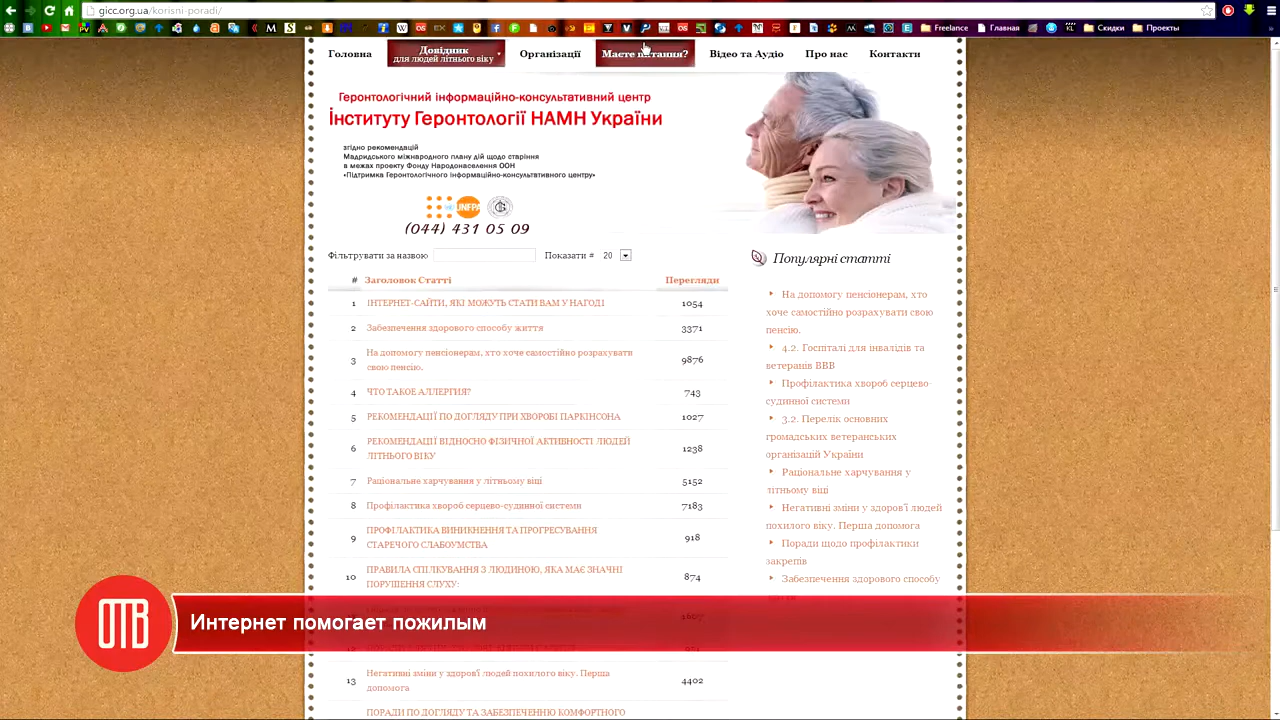 gicc.org.ua/uk/korisni-poradi/
Freelance
Главная
СКОРО
Скрины
Проекты
Головна
Довідник
для людей літнього віку
Організації
Маєте питання?
Відео та Аудіо
Про нас
Контакти
Геронтологічний інформаційно-консультативний центр
Інституту Геронтології НАМН України
згідно рекомендацій
Мадридського міжнародного плану дій щодо старіння
в межах проекту Фонду Народонаселення ООН
«Підтримка Геронтологічного інформаційно-консультативного центру»
UNFPA
(044) 431 05 09
Фільтрувати за назвою
Показати # 20
# Заголовок Статті Перегляди
1 ІНТЕРНЕТ-САЙТИ, ЯКІ МОЖУТЬ СТАТИ ВАМ У НАГОДІ 1054
2 Забезпечення здорового способу життя 3371
3 На допомогу пенсіонерам, хто хоче самостійно розрахувати
свою пенсію. 9876
4 ЧТО ТАКОЕ АЛЛЕРГИЯ? 743
5 РЕКОМЕНДАЦІЇ ПО ДОГЛЯДУ ПРИ ХВОРОБІ ПАРКІНСОНА 1027
6 РЕКОМЕНДАЦІЇ ВІДНОСНО ФІЗИЧНОЇ АКТИВНОСТІ ЛЮДЕЙ
ЛІТНЬОГО ВІКУ 1238
7 Раціональне харчування у літньому віці 5152
8 Профілактика хвороб серцево-судинної системи 7183
9 ПРОФІЛАКТИКА ВИНИКНЕННЯ ТА ПРОГРЕСУВАННЯ
СТАРЕЧОГО СЛАБОУМСТВА 918
10 ПРАВИЛА СПІЛКУВАННЯ З ЛЮДИНОЮ, ЯКА МАЄ ЗНАЧНІ
ПОРУШЕННЯ СЛУХУ: 874
13 Негативні зміни у здоров'ї людей похилого віку. Перша
допомога 4402
ПОРАДИ ПО ДОГЛЯДУ ТА ЗАБЕЗПЕЧЕННЮ КОМФОРТНОГО
Популярні статті
На допомогу пенсіонерам, хто
хоче самостійно розрахувати свою
пенсію.
4.2. Госпіталі для інвалідів та
ветеранів ВВВ
Профілактика хвороб серцево-
судинної системи
3.2. Перелік основних
громадських ветеранських
організацій України
Раціональне харчування у
літньому віці
Негативні зміни у здоров'ї людей
похилого віку. Перша допомога
Поради щодо профілактики
закрепів
Забезпечення здорового способу
ОТВ
Интернет помогает пожилым